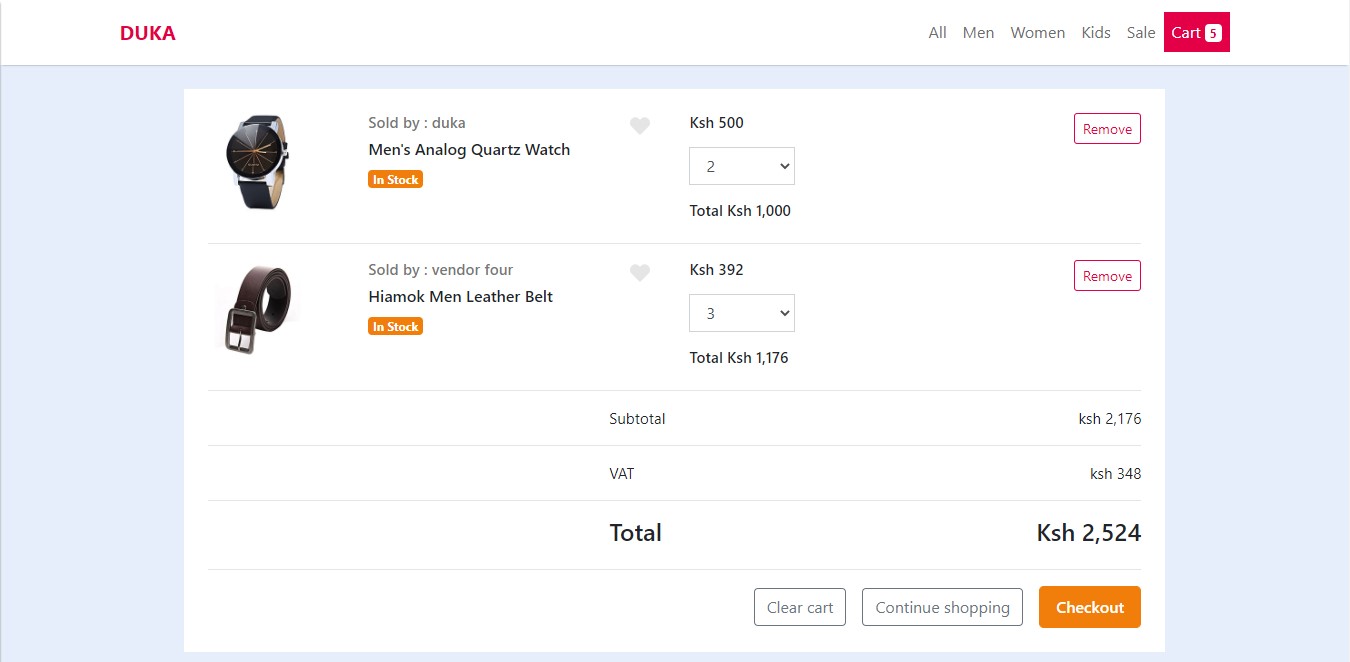 DUKA
All Men Women Kids Sale Cart 5
Sold by : duka
Men's Analog Quartz Watch
In Stock
Ksh 500
2
Total Ksh 1,000
Remove
Sold by : vendor four
Hiamok Men Leather Belt
In Stock
Ksh 392
3
Total Ksh 1,176
Remove
Subtotal ksh 2,176
VAT ksh 348
Total Ksh 2,524
Clear cart Continue shopping Checkout